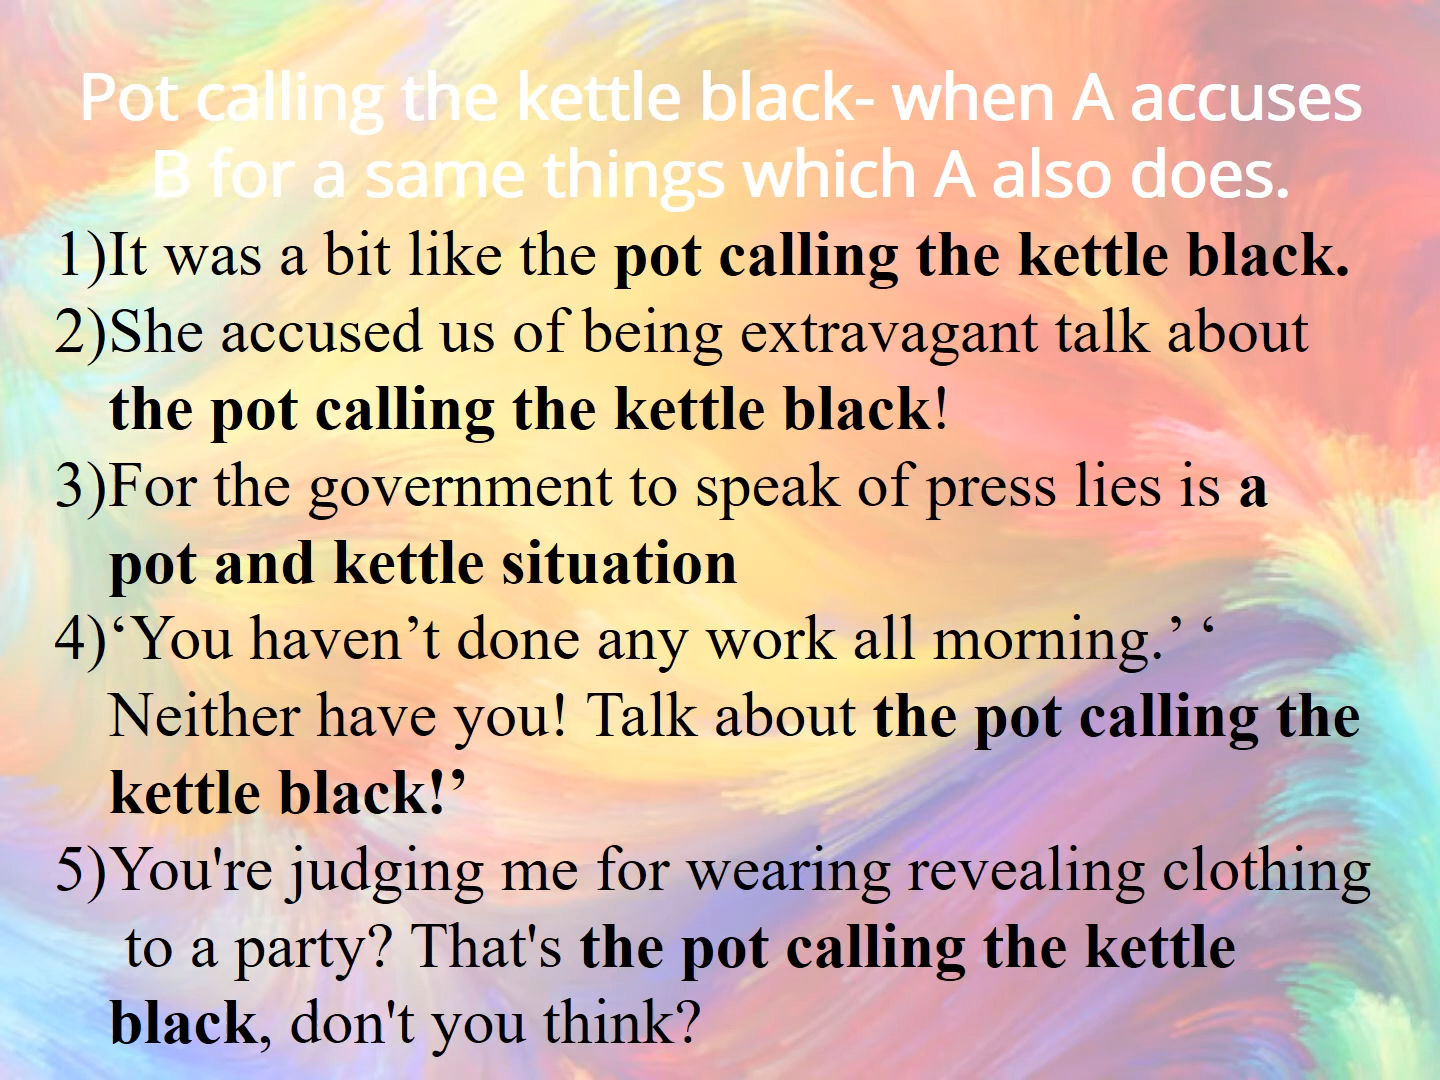 Pot calling the kettle black- when A accuses
B for a same things which A also does.
1)It was a bit like the pot calling the kettle black.
2)She accused us of being extravagant talk about
the pot calling the kettle black!
3)For the government to speak of press lies is a
pot and kettle situation
4)‘You haven’t done any work all morning.’ ‘
Neither have you! Talk about the pot calling the
kettle black!’
5)You're judging me for wearing revealing clothing
to a party? That's the pot calling the kettle
black, don't you think?